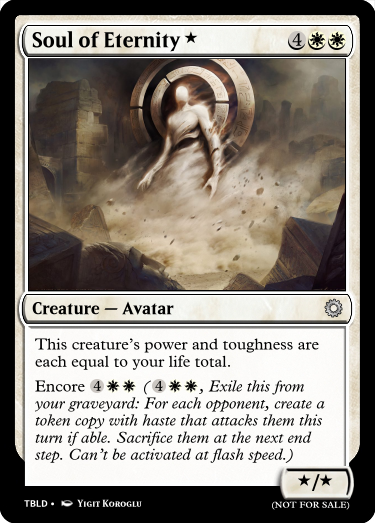 Soul of Eternity ★ 4
Creature — Avatar
This creature's power and toughness are
each equal to your life total.
Encore 4 ( 4 , Exile this from
your graveyard: For each opponent, create a
token copy with haste that attacks them this
turn if able. Sacrifice them at the next end
step. Can't be activated at flash speed.)
★/★
TBLD • Yigit Koroglu
(NOT FOR SALE)